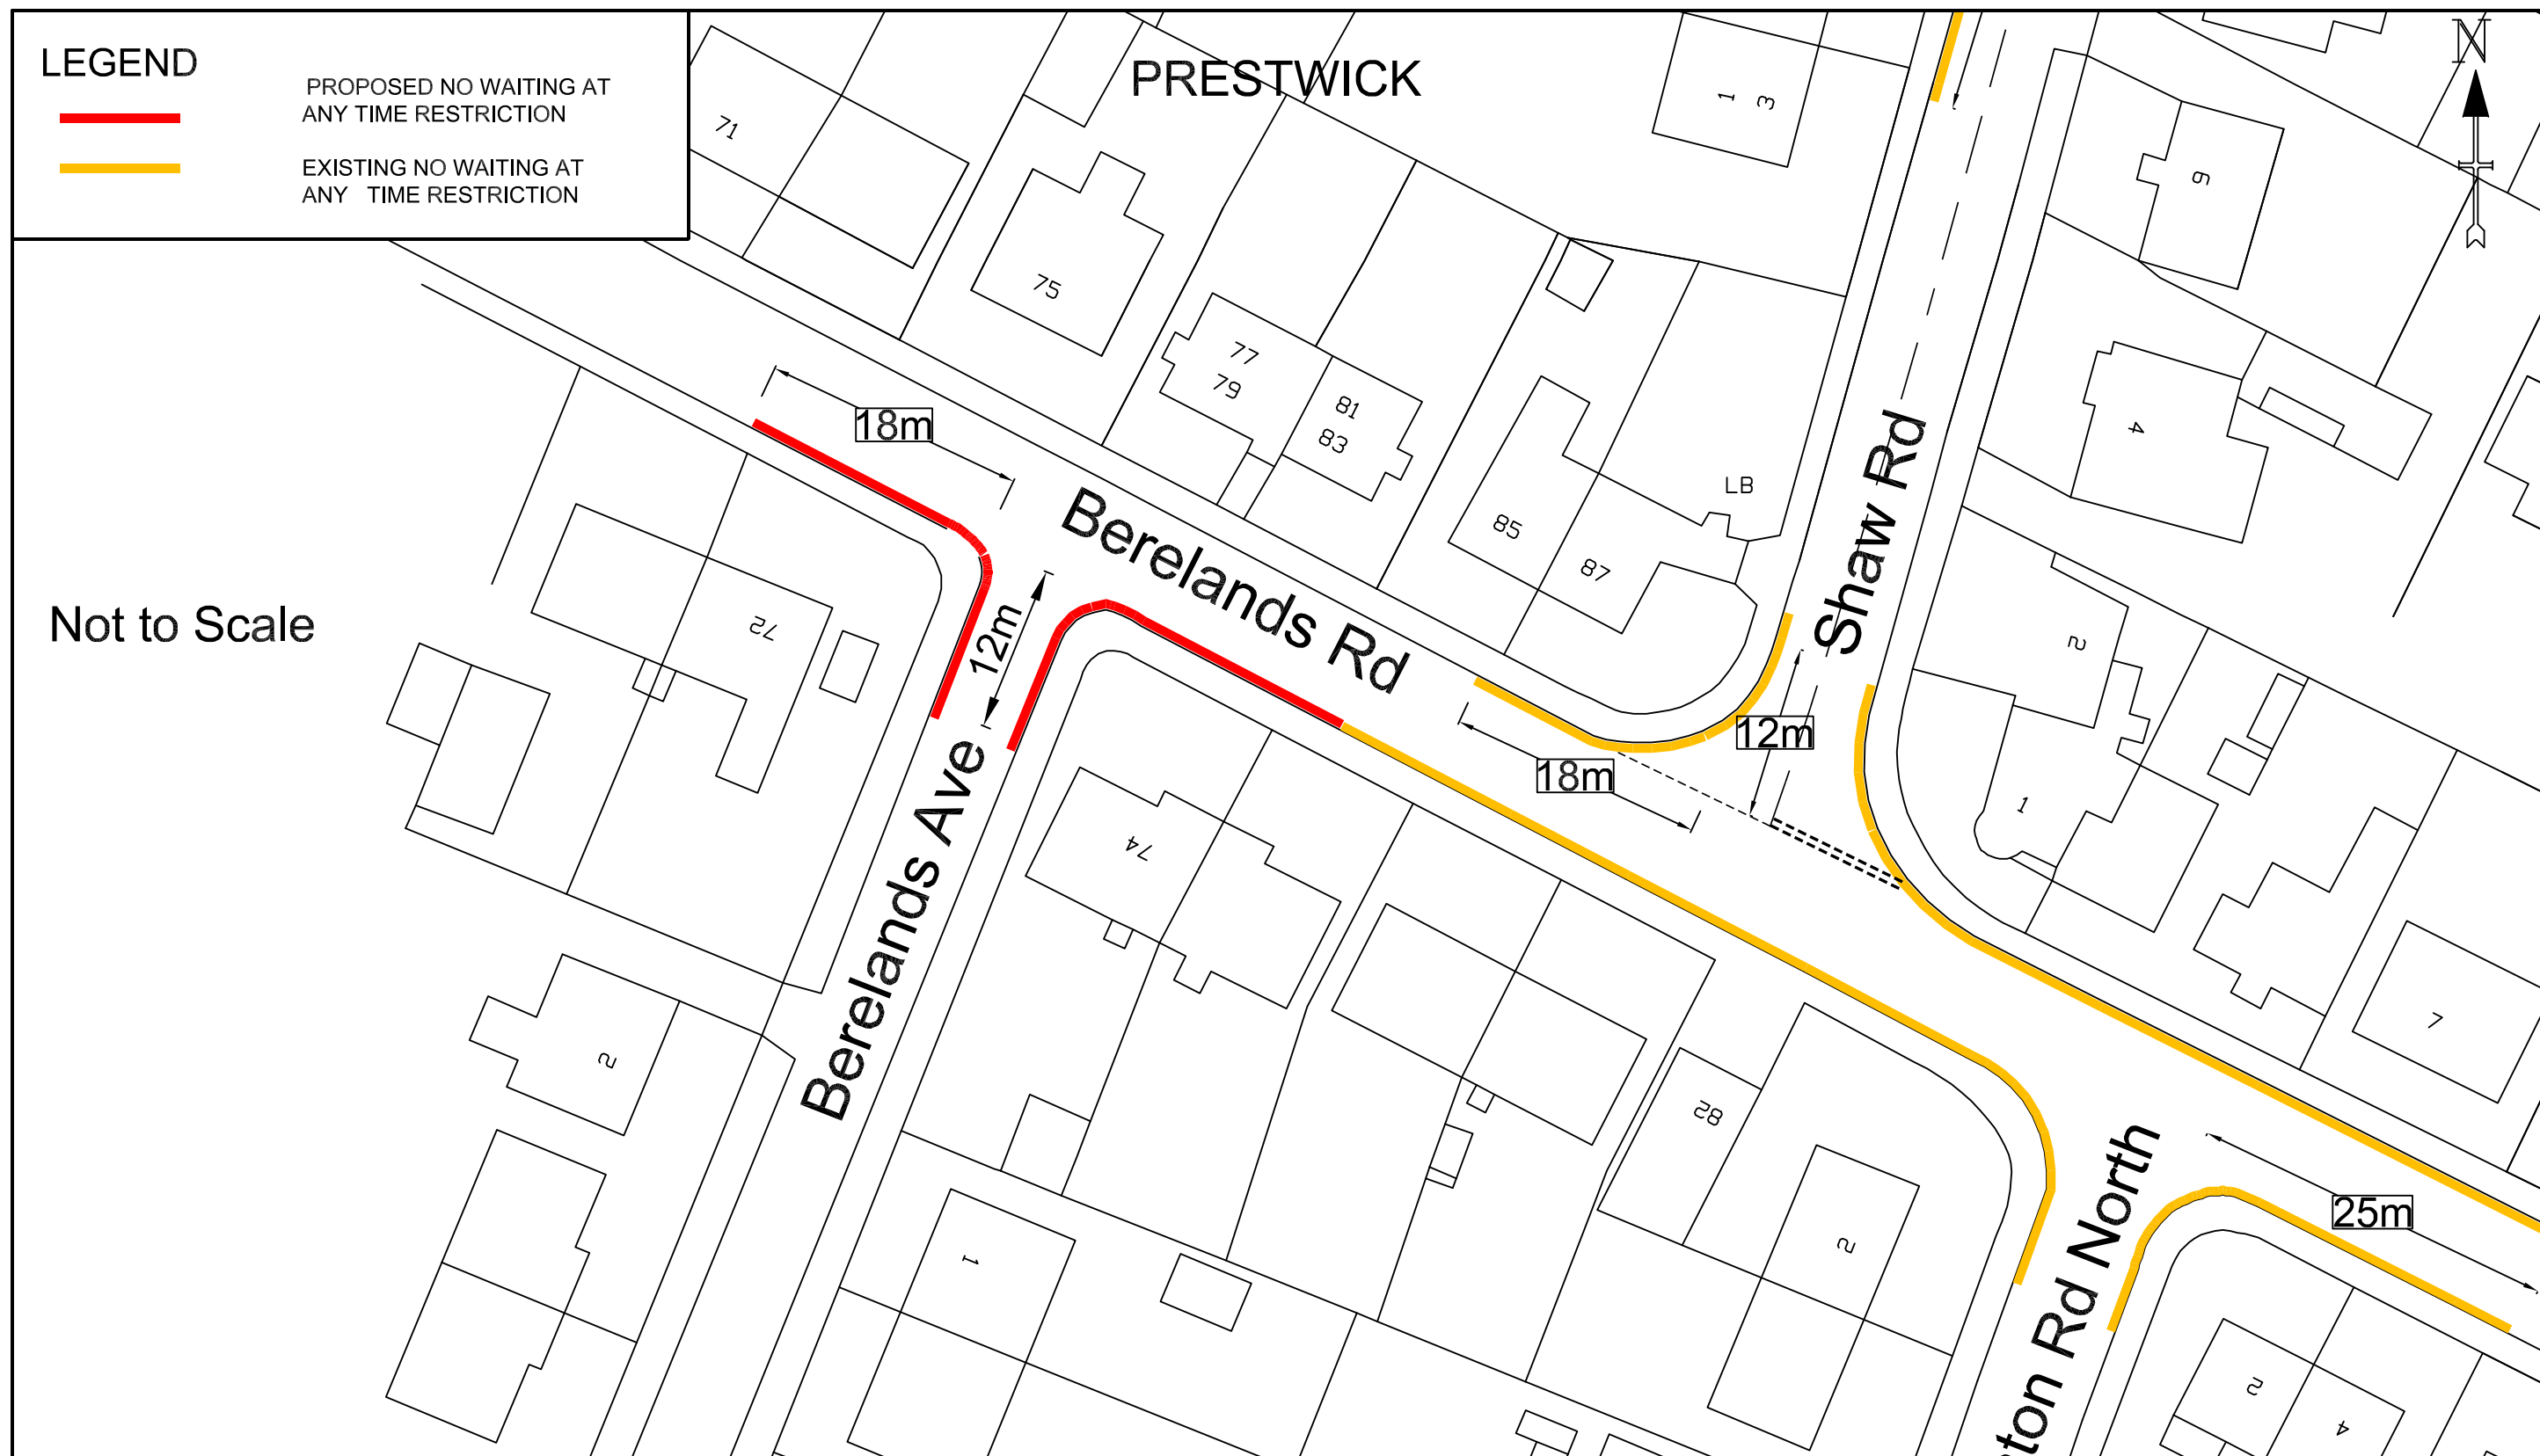 LEGEND
PROPOSED NO WAITING AT
ANY TIME RESTRICTION
EXISTING NO WAITING AT
ANY TIME RESTRICTION
PRESTWICK
N
Not to Scale
71
75
77
79
81
83
85
87
LB
1 3
9
4
2
1
7
72
74
82
2
2
1
2
4
18m
12m
Berelands Rd
Shaw Rd
12m
18m
Berelands Ave
25m
ton Rd North